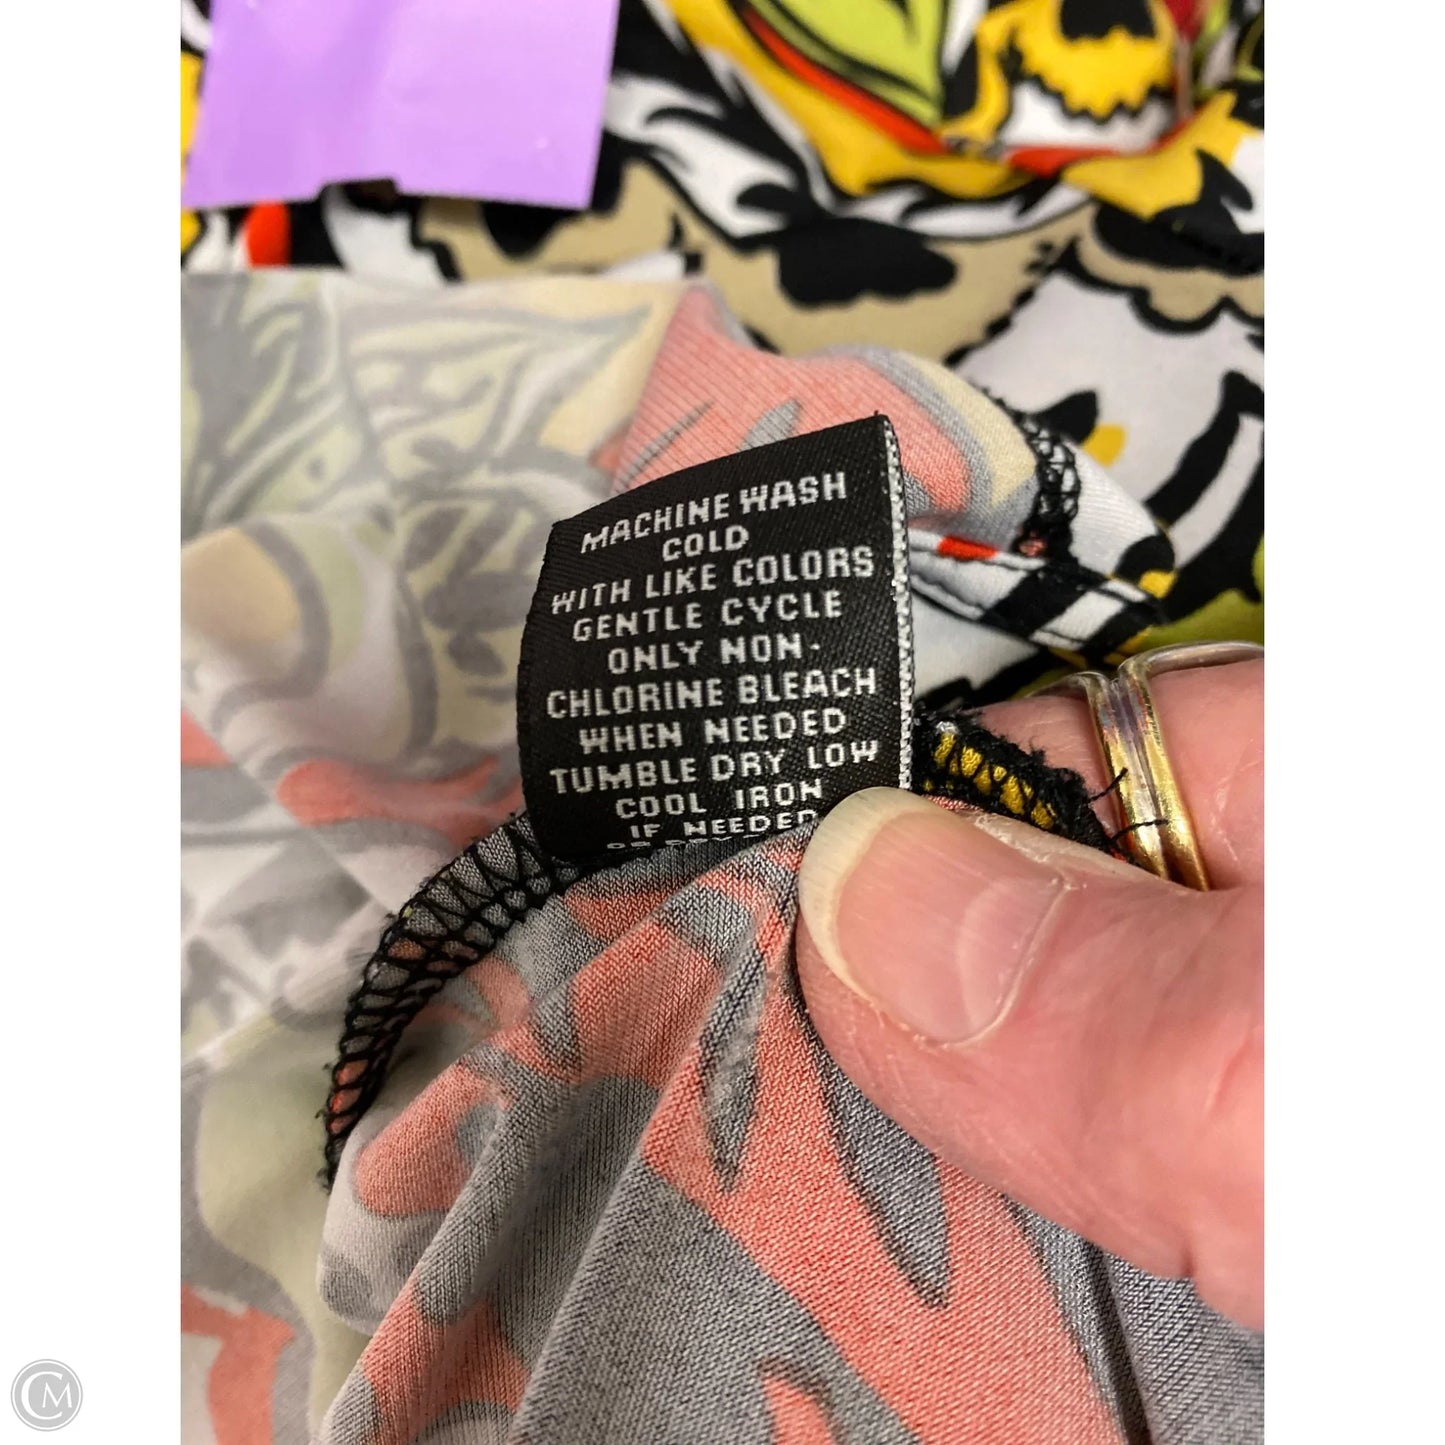 MACHINE WASH
COLD
WITH LIKE COLORS
GENTLE CYCLE
ONLY NON-
CHLORINE BLEACH
WHEN NEEDED
TUMBLE DRY LOW
COOL IRON
IF NEEDED
CM